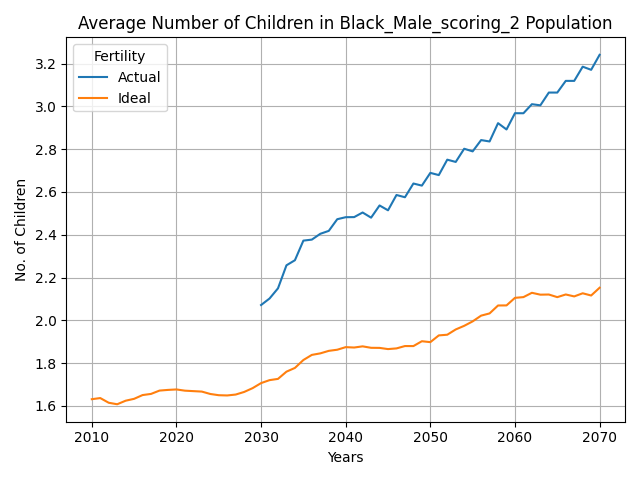 Average Number of Children in Black_Male_scoring_2 Population
Fertility
Actual
Ideal
No. of Children
3.2
3.0
2.8
2.6
2.4
2.2
2.0
1.8
1.6
2010 2020 2030 2040 2050 2060 2070
Years